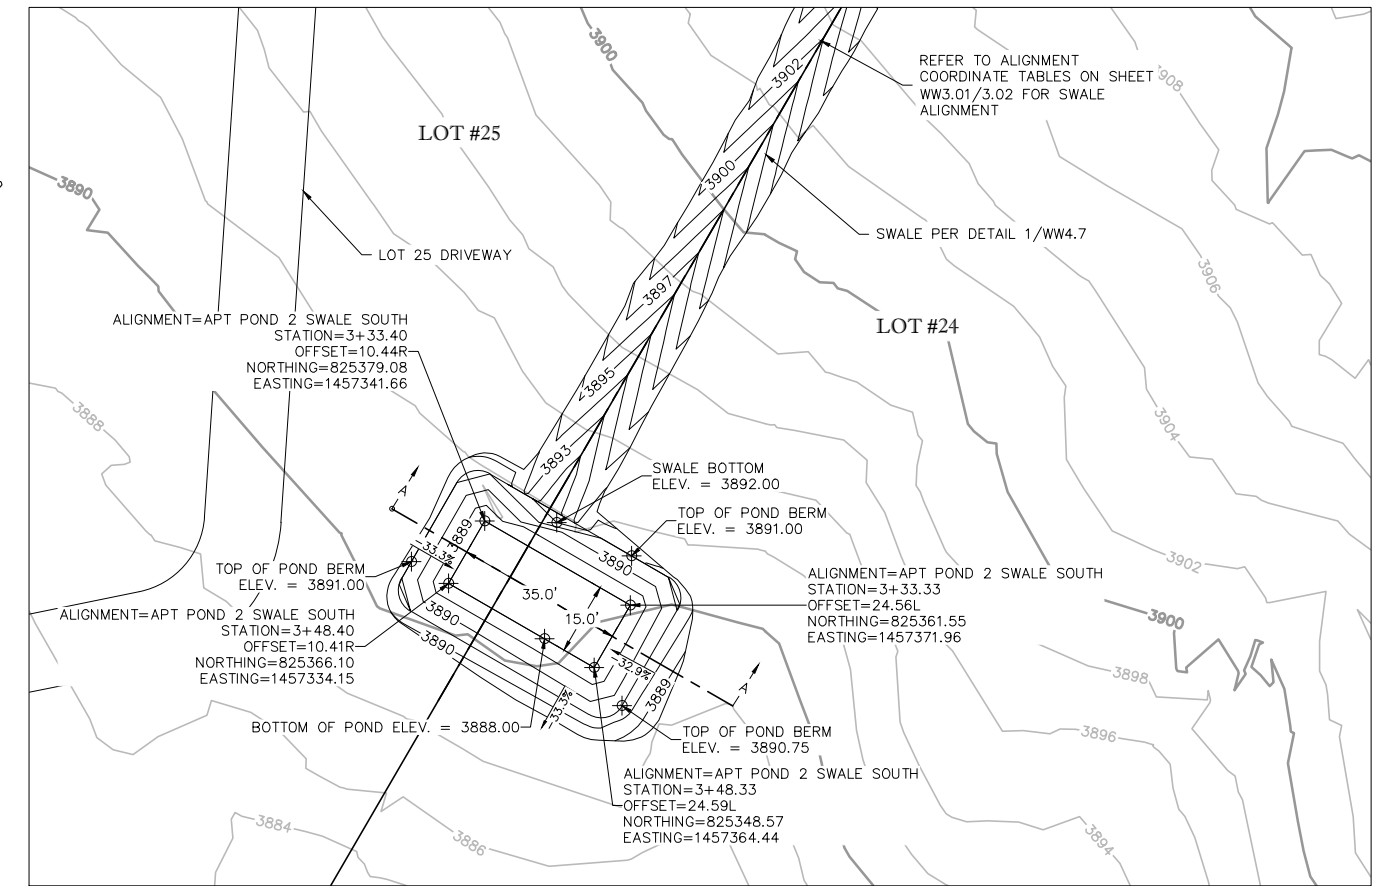 3900
3902
REFER TO ALIGNMENT
COORDINATE TABLES ON SHEET
WW3.01/3.02 FOR SWALE
ALIGNMENT
3908
LOT #25
3890
3900
SWALE PER DETAIL 1/WW4.7
LOT 25 DRIVEWAY
3906
3897
LOT #24
ALIGNMENT=APT POND 2 SWALE SOUTH
STATION=3+33.40
OFFSET=10.44R
NORTHING=825379.08
EASTING=1457341.66
3895
3888
3904
3893
SWALE BOTTOM
ELEV. = 3892.00
A
TOP OF POND BERM
ELEV. = 3891.00
3889
-33.3%
3890
3902
TOP OF POND BERM
ELEV. = 3891.00
ALIGNMENT=APT POND 2 SWALE SOUTH
STATION=3+33.33
OFFSET=24.56L
NORTHING=825361.55
EASTING=1457371.96
35.0'
15.0'
3900
ALIGNMENT=APT POND 2 SWALE SOUTH
STATION=3+48.40
OFFSET=10.41R
NORTHING=825366.10
EASTING=1457334.15
3890
3890
-32.9%
3898
A
3889
-33.3%
BOTTOM OF POND ELEV. = 3888.00
TOP OF POND BERM
ELEV. = 3890.75
3896
ALIGNMENT=APT POND 2 SWALE SOUTH
STATION=3+48.33
OFFSET=24.59L
NORTHING=825348.57
EASTING=1457364.44
3884
3886
3894